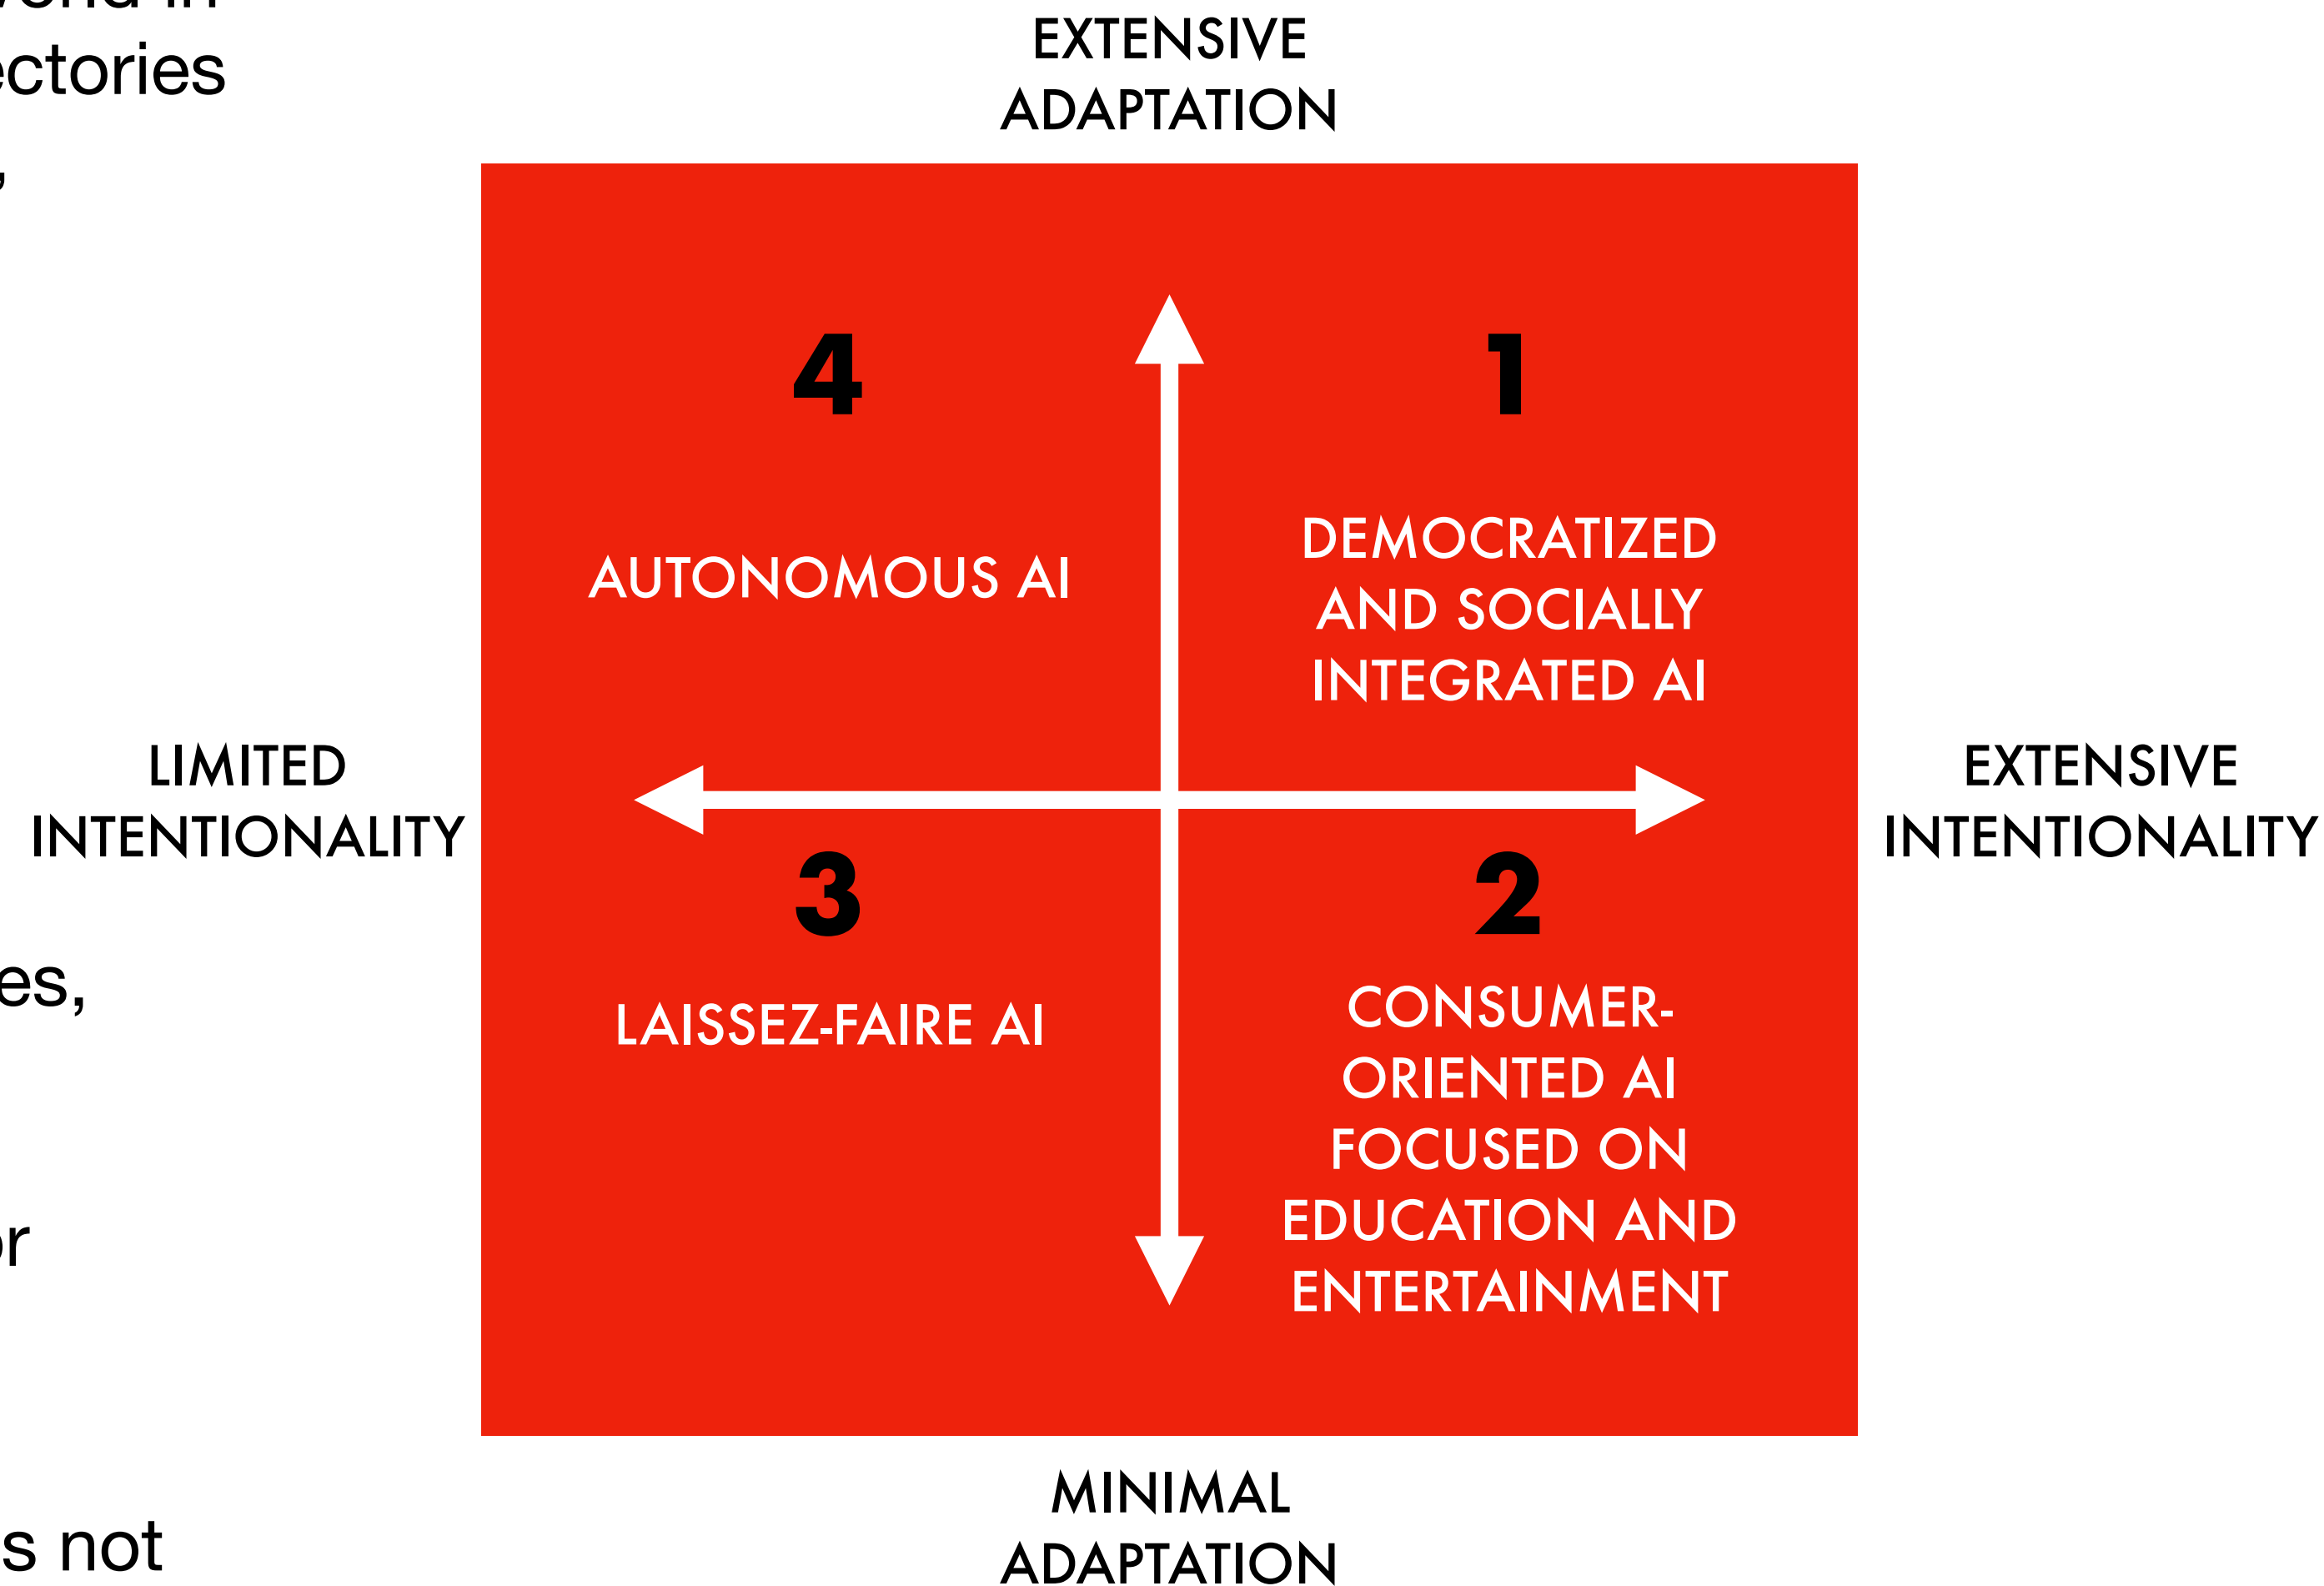 ctories
EXTENSIVE
ADAPTATION
4
1
AUTONOMOUS AI
DEMOCRATIZED
AND SOCIALLY
INTEGRATED AI
LIMITED
INTENTIONALITY
EXTENSIVE
INTENTIONALITY
3
2
LAISSEZ-FAIRE AI
CONSUMER-
ORIENTED AI
FOCUSED ON
EDUCATION AND
ENTERTAINMENT
es,
r
s not
MINIMAL
ADAPTATION